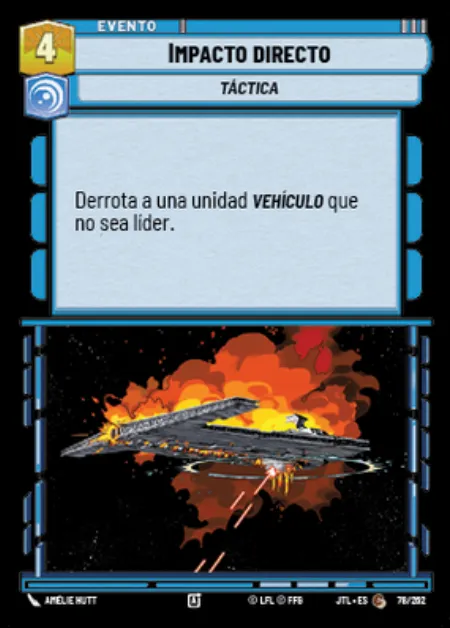 EVENTO
4
IMPACTO DIRECTO
TÁCTICA
Derrota a una unidad VEHÍCULO que
no sea líder.
AMÉLIE HUTT
A
© LFL © FFG
JTL • ES
78/262